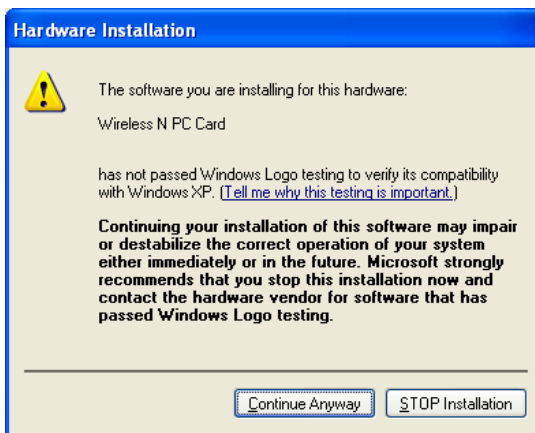 Hardware Installation
The software you are installing for this hardware:
Wireless N PC Card
has not passed Windows Logo testing to verify its compatibility
with Windows XP. (Tell me why this testing is important.)
Continuing your installation of this software may impair
or destabilize the correct operation of your system
either immediately or in the future. Microsoft strongly
recommends that you stop this installation now and
contact the hardware vendor for software that has
passed Windows Logo testing.
Continue Anyway
STOP Installation